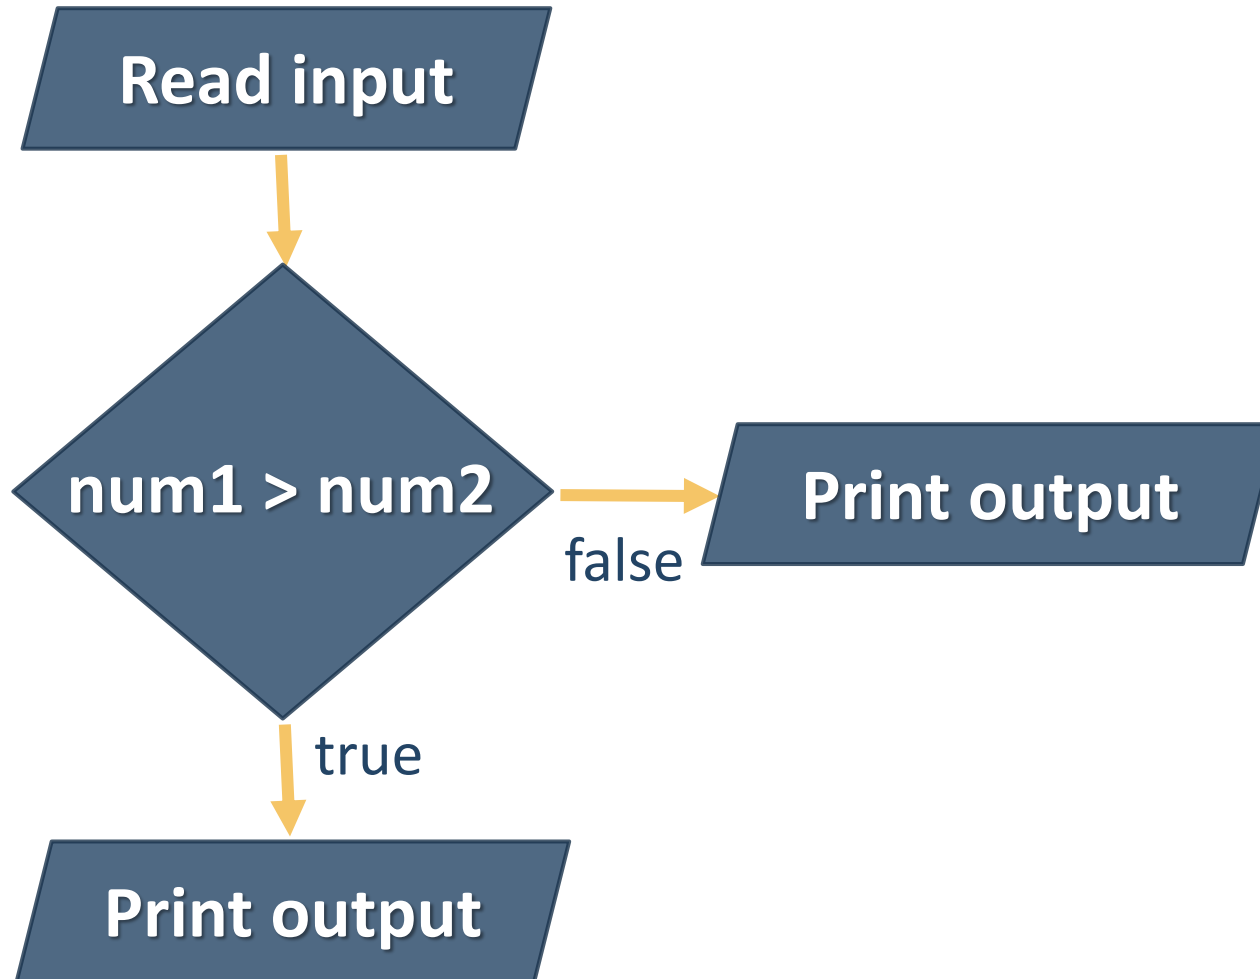 Read input
num1 > num2
false
Print output
true
Print output